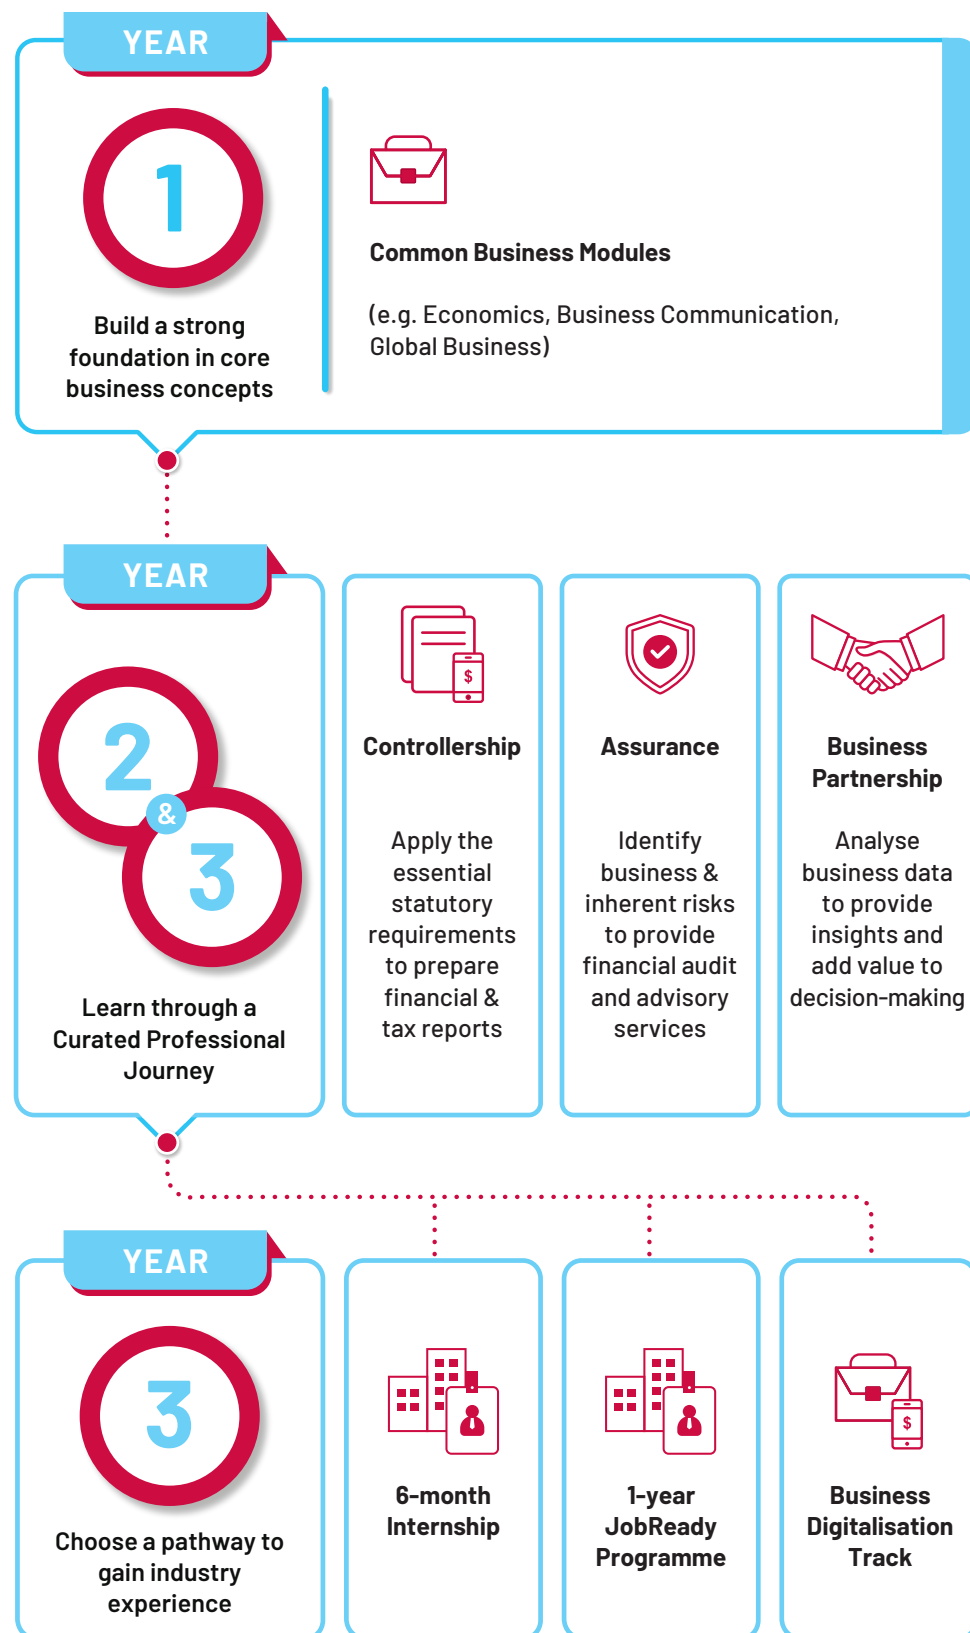 YEAR
1
Build a strong
foundation in core
business concepts
Common Business Modules
(e.g. Economics, Business Communication,
Global Business)
YEAR
2
&
3
Learn through a
Curated Professional
Journey
$
Controllership
Apply the
essential
statutory
requirements
to prepare
financial &
tax reports
Assurance
Identify
business &
inherent risks
to provide
financial audit
and advisory
services
Business
Partnership
Analyse
business data
to provide
insights and
add value to
decision-making
YEAR
3
Choose a pathway to
gain industry
experience
6-month
Internship
1-year
JobReady
Programme
$
Business
Digitalisation
Track